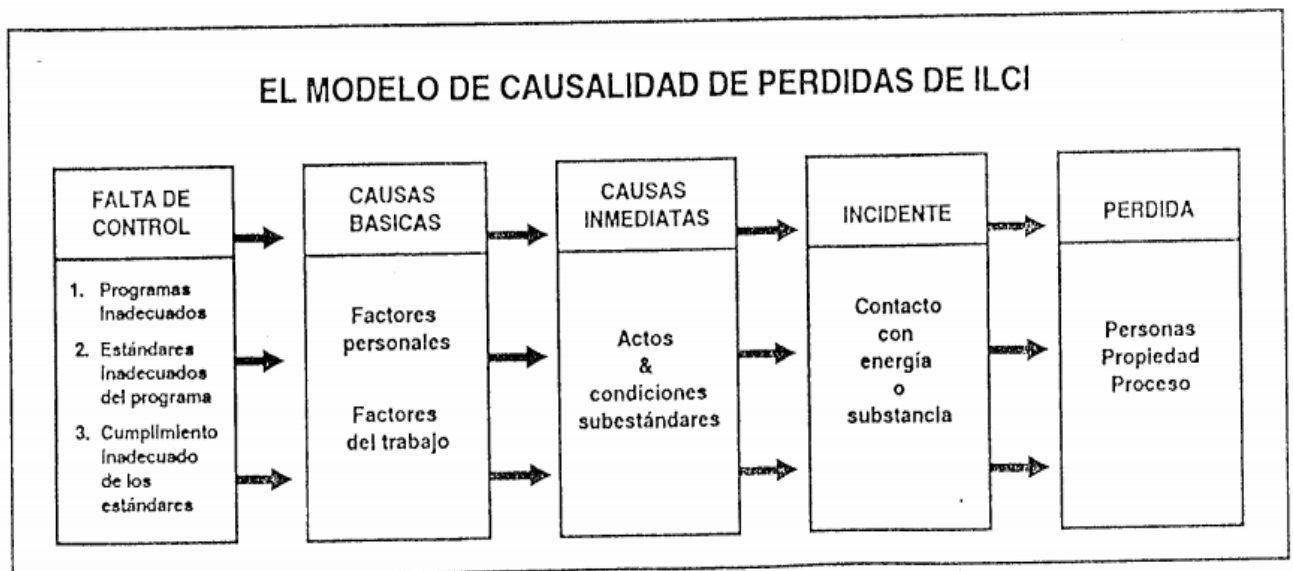 EL MODELO DE CAUSALIDAD DE PERDIDAS DE ILCI
FALTA DE
CONTROL
1. Programas
Inadecuados
2. Estándares
Inadecuados
del programa
3. Cumplimiento
Inadecuado
de los
estándares
CAUSAS
BASICAS
Factores
personales
Factores
del trabajo
CAUSAS
INMEDIATAS
Actos
&
condiciones
subestándares
INCIDENTE
Contacto
con
energía
o
substancia
PERDIDA
Personas
Propiedad
Proceso